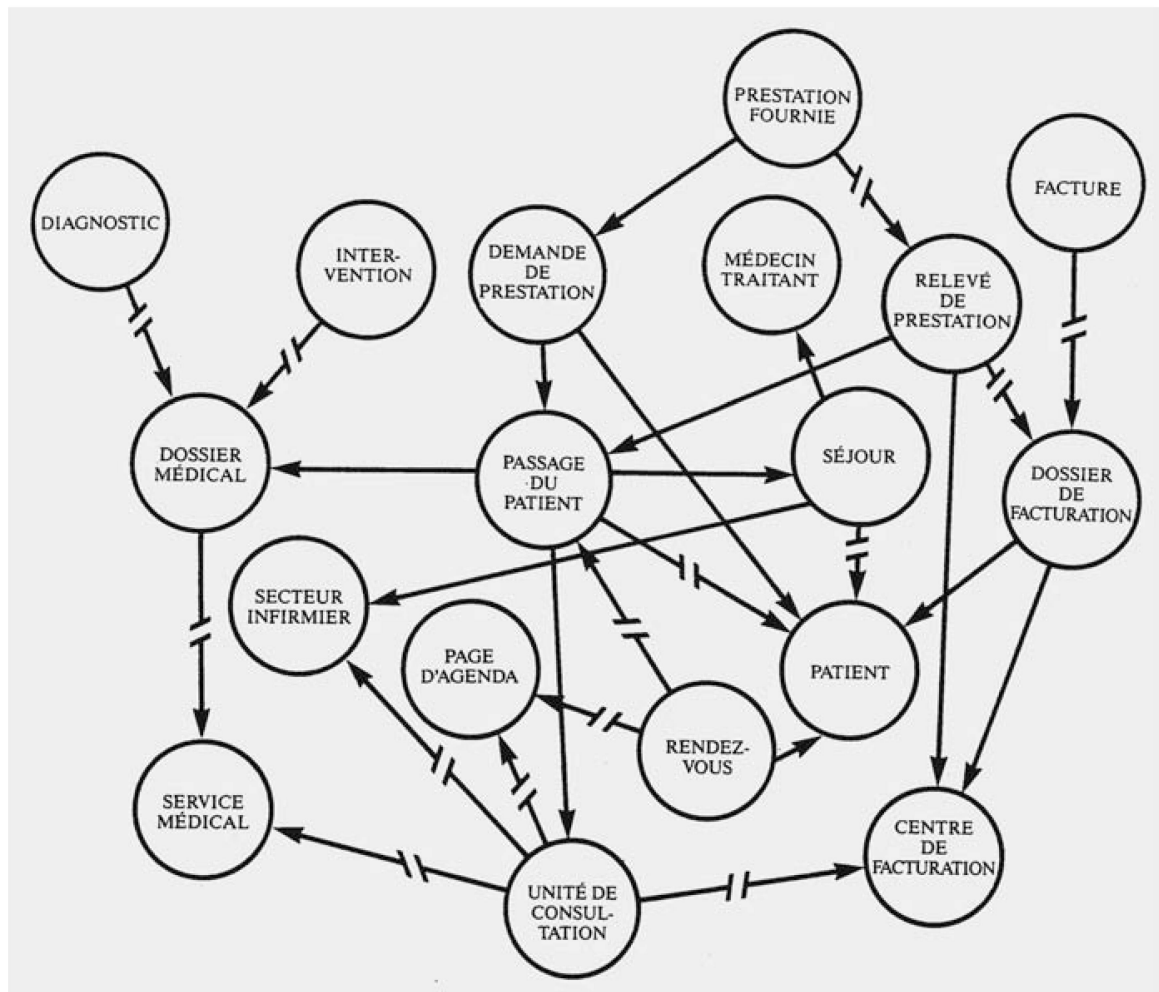 PRESTATION
FOURNIE
FACTURE
DIAGNOSTIC
INTER-
VENTION
DEMANDE
DE
PRESTATION
MÉDECIN
TRAITANT
RELEVÉ
DE
PRESTATION
DOSSIER
MÉDICAL
PASSAGE
DU
PATIENT
SÉJOUR
DOSSIER
DE
FACTURATION
SECTEUR
INFIRMIER
PAGE
D'AGENDA
PATIENT
RENDEZ-
VOUS
SERVICE
MÉDICAL
CENTRE
DE
FACTURATION
UNITÉ DE
CONSUL-
TATION